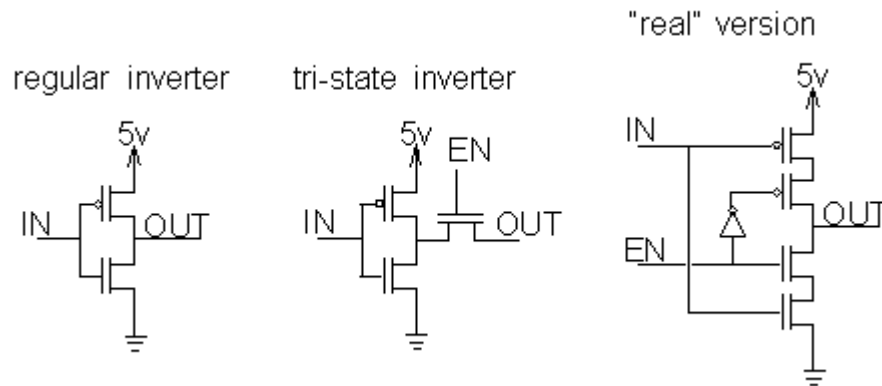 regular inverter
5v
IN
OUT
tri-state inverter
5v
EN
IN
OUT
"real" version
5v
IN
OUT
EN